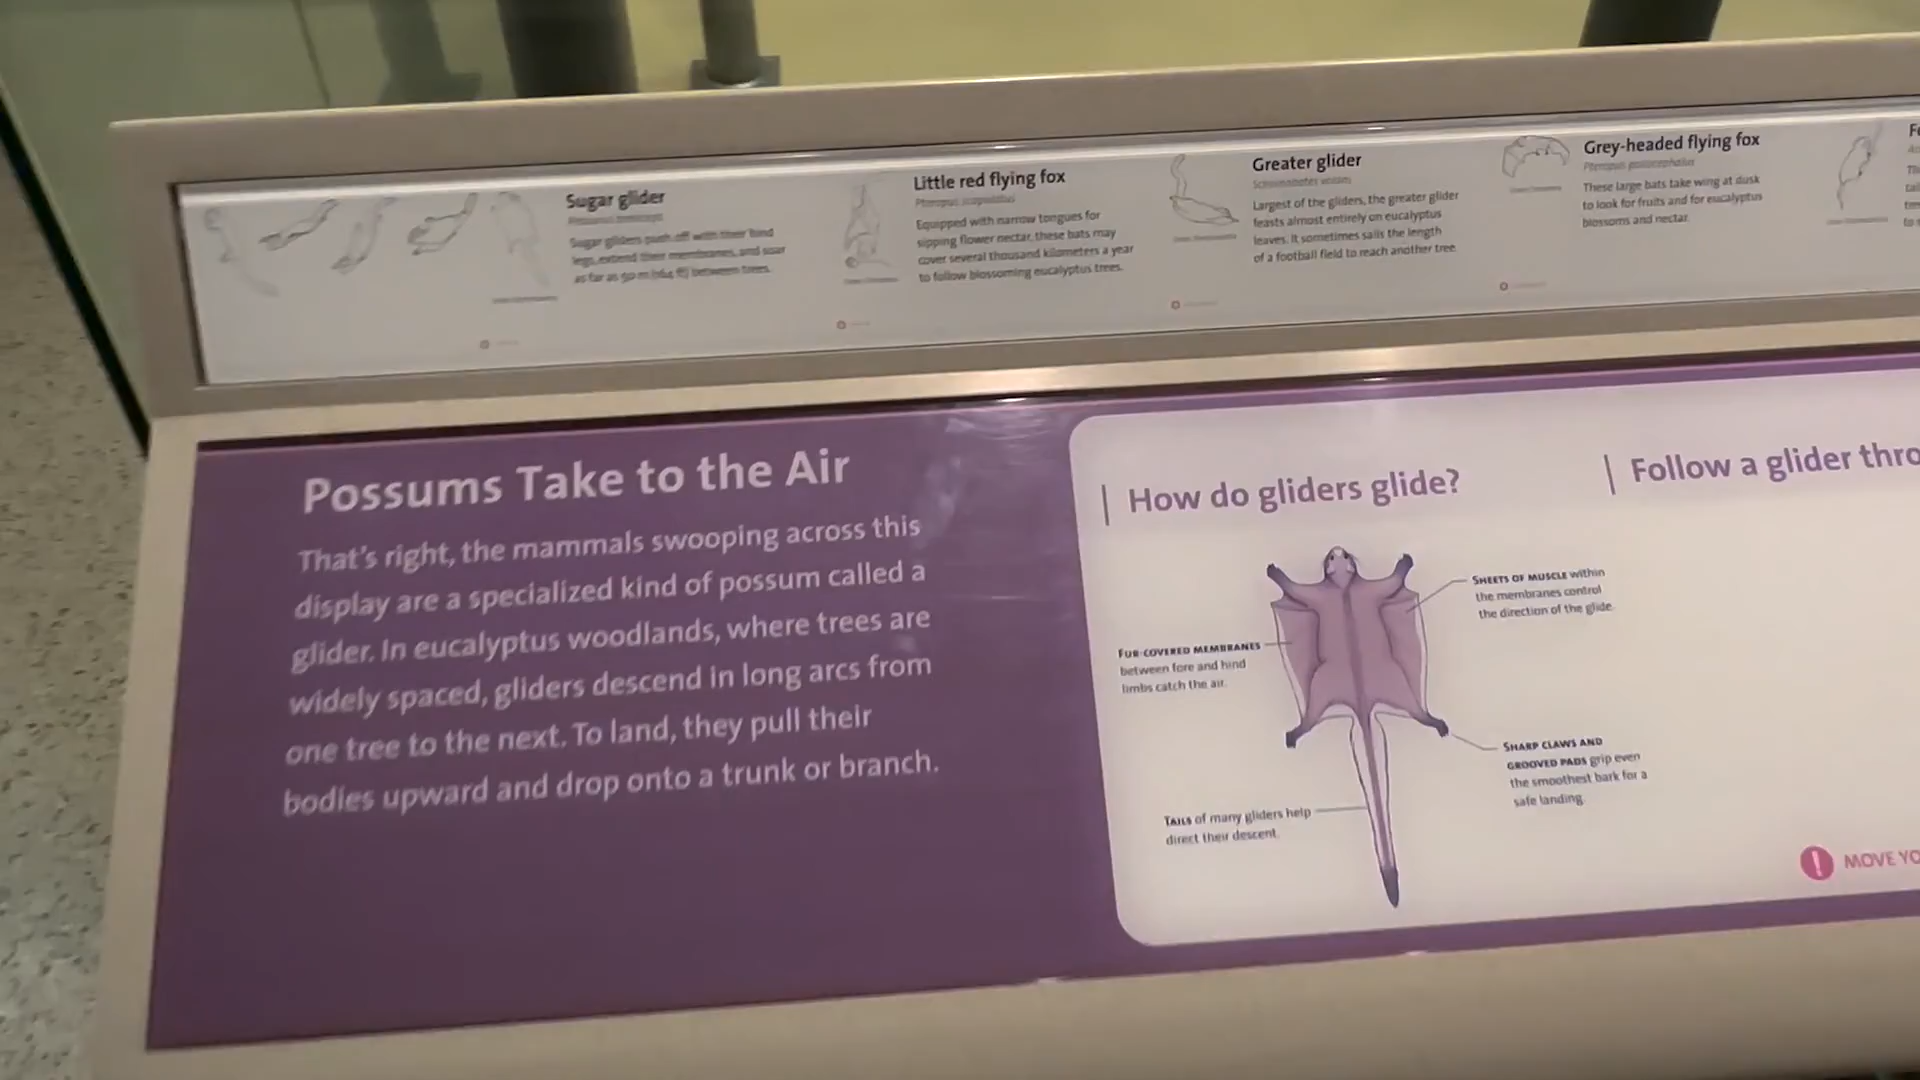 Sugar glider
Sugar gliders push off with their hind
legs, extend their membranes, and soar
as far as 50 m (164 ft) between trees.
Little red flying fox
Pteropus scapulatus
Equipped with narrow tongues for
sipping flower nectar, these bats may
cover several thousand kilometers a year
to follow blossoming eucalyptus trees.
Greater glider
Largest of the gliders, the greater glider
feasts almost entirely on eucalyptus
leaves. It sometimes sails the length
of a football field to reach another tree.
Grey-headed flying fox
Pteropus poliocephalus
These large bats take wing at dusk
to look for fruits and for eucalyptus
blossoms and nectar.
Possums Take to the Air
That's right, the mammals swooping across this
display are a specialized kind of possum called a
glider. In eucalyptus woodlands, where trees are
widely spaced, gliders descend in long arcs from
one tree to the next. To land, they pull their
bodies upward and drop onto a trunk or branch.
How do gliders glide?
SHEETS OF MUSCLE within
the membranes control
the direction of the glide.
FUR-COVERED MEMBRANES
between fore and hind
limbs catch the air.
SHARP CLAWS AND
GROOVED PADS grip even
the smoothest bark for a
safe landing.
TAILS of many gliders help
direct their descent.
Follow a glider thro
MOVE YO